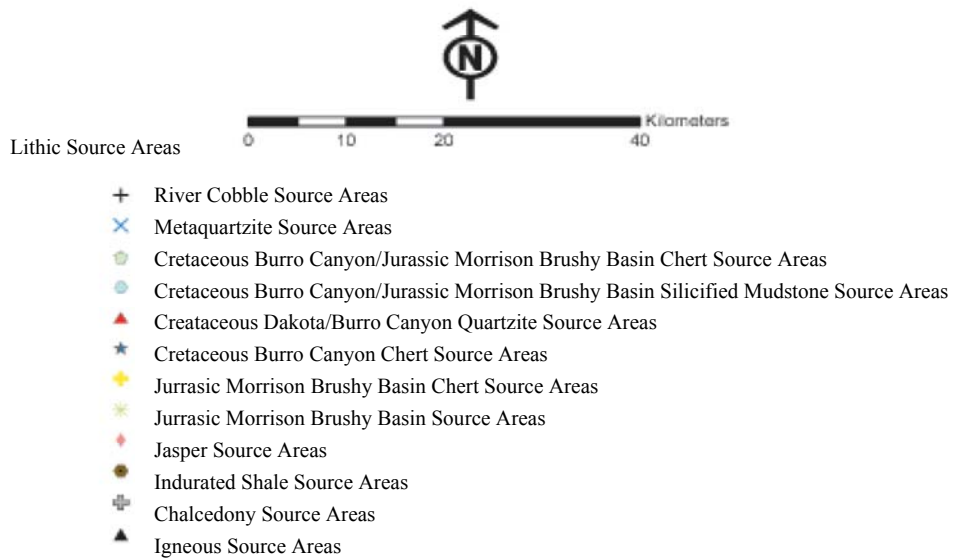 N
Kilometers
0 10 20 40
Lithic Source Areas
River Cobble Source Areas
Metaquartzite Source Areas
Cretaceous Burro Canyon/Jurassic Morrison Brushy Basin Chert Source Areas
Cretaceous Burro Canyon/Jurassic Morrison Brushy Basin Silicified Mudstone Source Areas
Creataceous Dakota/Burro Canyon Quartzite Source Areas
Cretaceous Burro Canyon Chert Source Areas
Jurrasic Morrison Brushy Basin Chert Source Areas
Jurrasic Morrison Brushy Basin Source Areas
Jasper Source Areas
Indurated Shale Source Areas
Chalcedony Source Areas
Igneous Source Areas